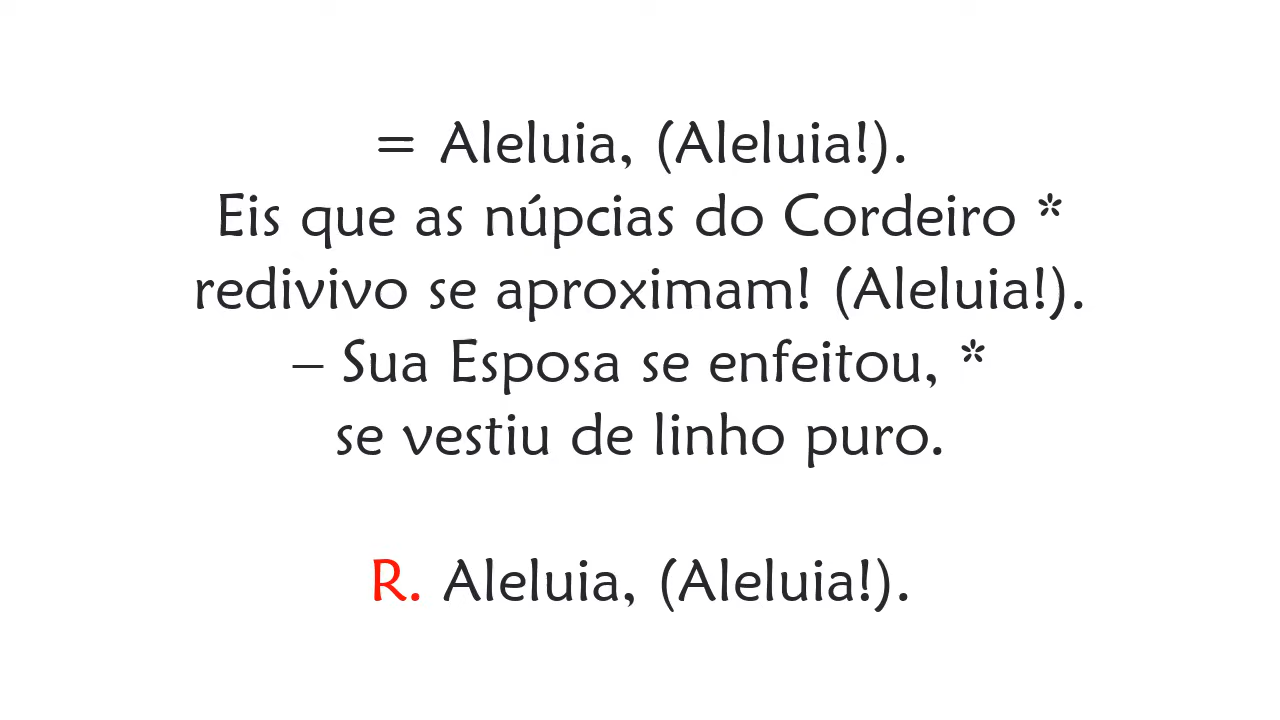 = Aleluia, (Aleluia!).
Eis que as núpcias do Cordeiro *
redivivo se aproximam! (Aleluia!).
– Sua Esposa se enfeitou, *
se vestiu de linho puro.
R. Aleluia, (Aleluia!).